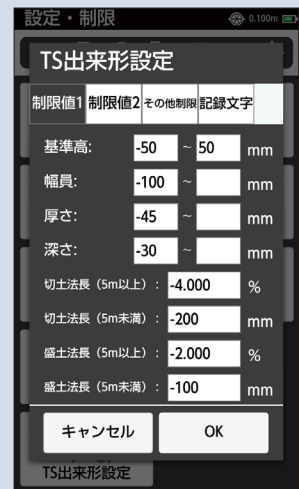 設定・制限 0.100m
TS出来形設定
制限値1 制限値2 その他制限 記録文字
基準高: -50 ~ 50 mm
幅員: -100 ~ mm
厚さ: -45 ~ mm
深さ: -30 ~ mm
切土法長（5m以上）: -4.000 %
切土法長（5m未満）: -200 mm
盛土法長（5m以上）: -2.000 %
盛土法長（5m未満）: -100 mm
キャンセル OK
TS出来形設定